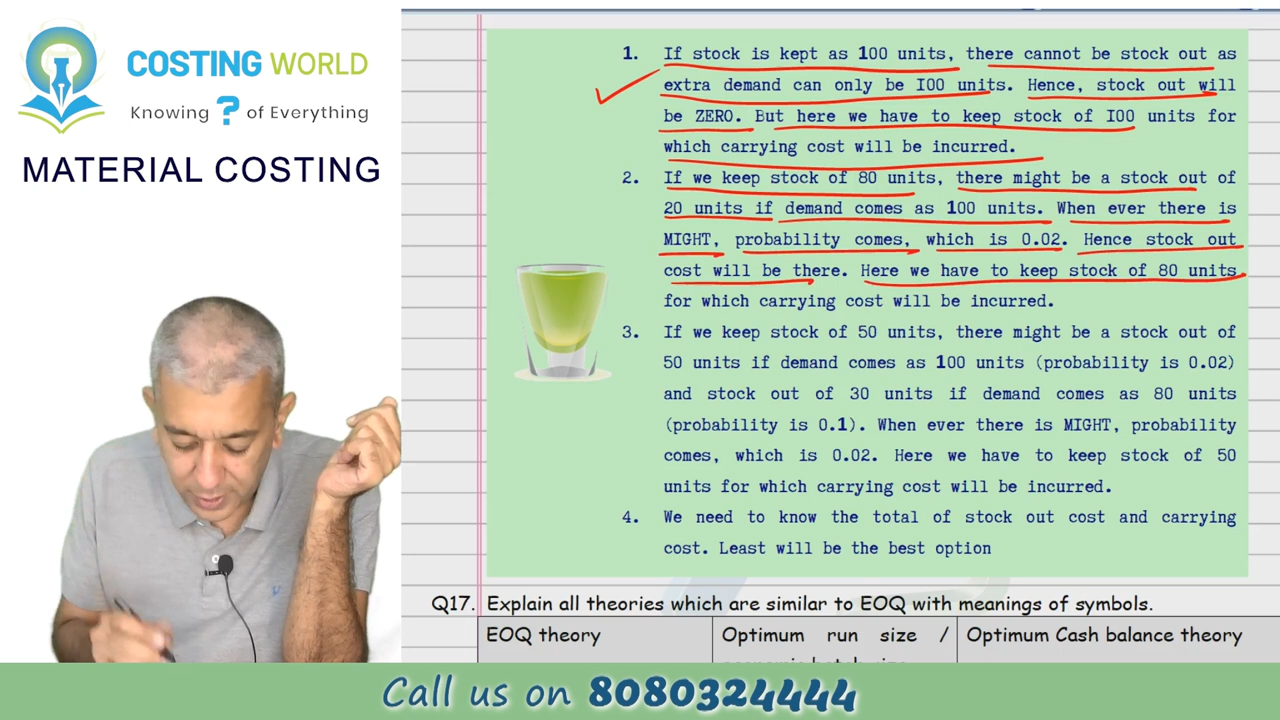 COSTING WORLD
Knowing ? of Everything
MATERIAL COSTING
1. If stock is kept as 100 units, there cannot be stock out as
extra demand can only be I00 units. Hence, stock out will
be ZERO. But here we have to keep stock of I00 units for
which carrying cost will be incurred.
2. If we keep stock of 80 units, there might be a stock out of
20 units if demand comes as 100 units. When ever there is
MIGHT, probability comes, which is 0.02. Hence stock out
cost will be there. Here we have to keep stock of 80 units
for which carrying cost will be incurred.
3. If we keep stock of 50 units, there might be a stock out of
50 units if demand comes as 100 units (probability is 0.02)
and stock out of 30 units if demand comes as 80 units
(probability is 0.1). When ever there is MIGHT, probability
comes, which is 0.02. Here we have to keep stock of 50
units for which carrying cost will be incurred.
4. We need to know the total of stock out cost and carrying
cost. Least will be the best option
Q17. Explain all theories which are similar to EOQ with meanings of symbols.
EOQ theory
Optimum run size /
Optimum Cash balance theory
Call us on 8080324444